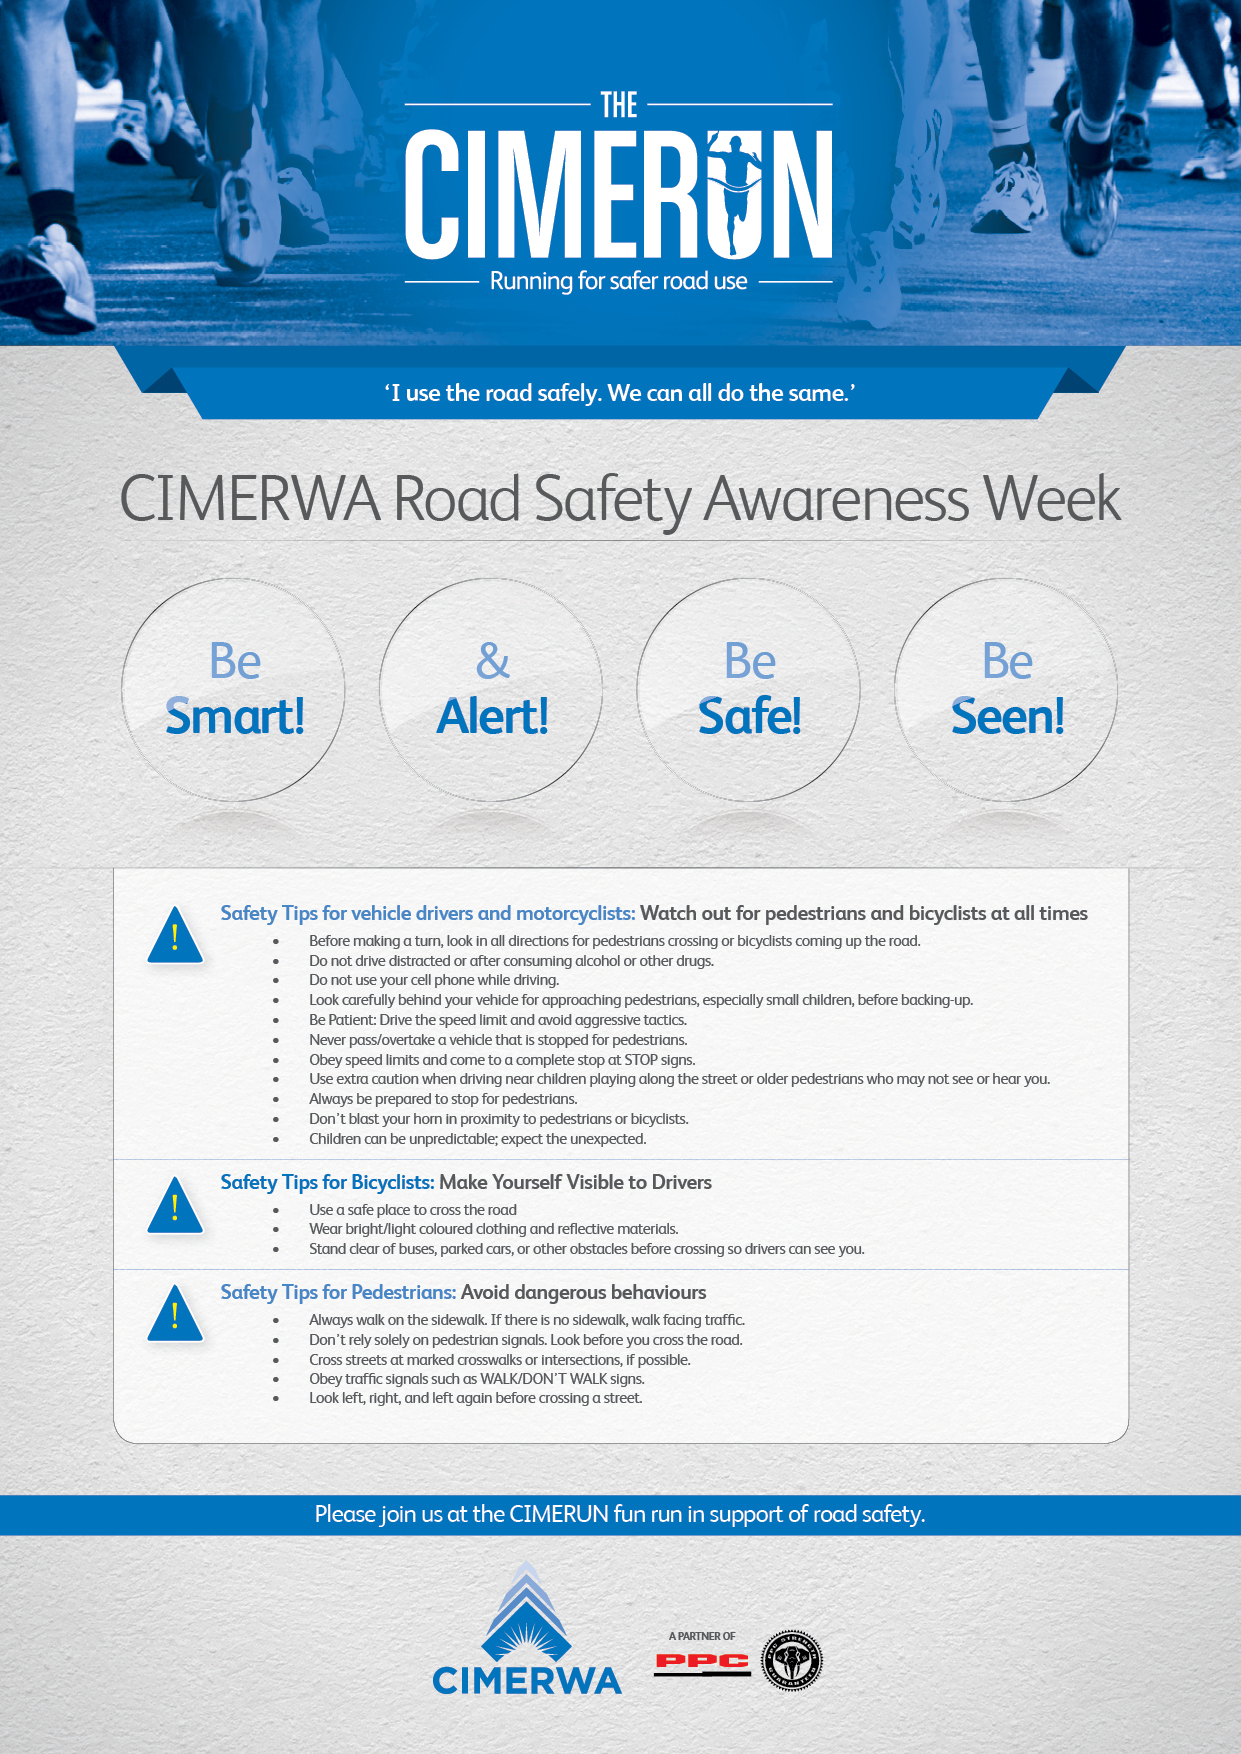 THE
CIMERUN
Running for safer road use
‘I use the road safely. We can all do the same.’
CIMERWA Road Safety Awareness Week
Be
Smart!
&
Alert!
Be
Safe!
Be
Seen!
! Safety Tips for vehicle drivers and motorcyclists: Watch out for pedestrians and bicyclists at all times
• Before making a turn, look in all directions for pedestrians crossing or bicyclists coming up the road.
• Do not drive distracted or after consuming alcohol or other drugs.
• Do not use your cell phone while driving.
• Look carefully behind your vehicle for approaching pedestrians, especially small children, before backing-up.
• Be Patient: Drive the speed limit and avoid aggressive tactics.
• Never pass/overtake a vehicle that is stopped for pedestrians.
• Obey speed limits and come to a complete stop at STOP signs.
• Use extra caution when driving near children playing along the street or older pedestrians who may not see or hear you.
• Always be prepared to stop for pedestrians.
• Don’t blast your horn in proximity to pedestrians or bicyclists.
• Children can be unpredictable; expect the unexpected.
! Safety Tips for Bicyclists: Make Yourself Visible to Drivers
• Use a safe place to cross the road
• Wear bright/light coloured clothing and reflective materials.
• Stand clear of buses, parked cars, or other obstacles before crossing so drivers can see you.
! Safety Tips for Pedestrians: Avoid dangerous behaviours
• Always walk on the sidewalk. If there is no sidewalk, walk facing traffic.
• Don’t rely solely on pedestrian signals. Look before you cross the road.
• Cross streets at marked crosswalks or intersections, if possible.
• Obey traffic signals such as WALK/DON’T WALK signs.
• Look left, right, and left again before crossing a street.
Please join us at the CIMERUN fun run in support of road safety.
CIMERWA
A PARTNER OF
PPC
PPC STRENGTH
GUARANTEED